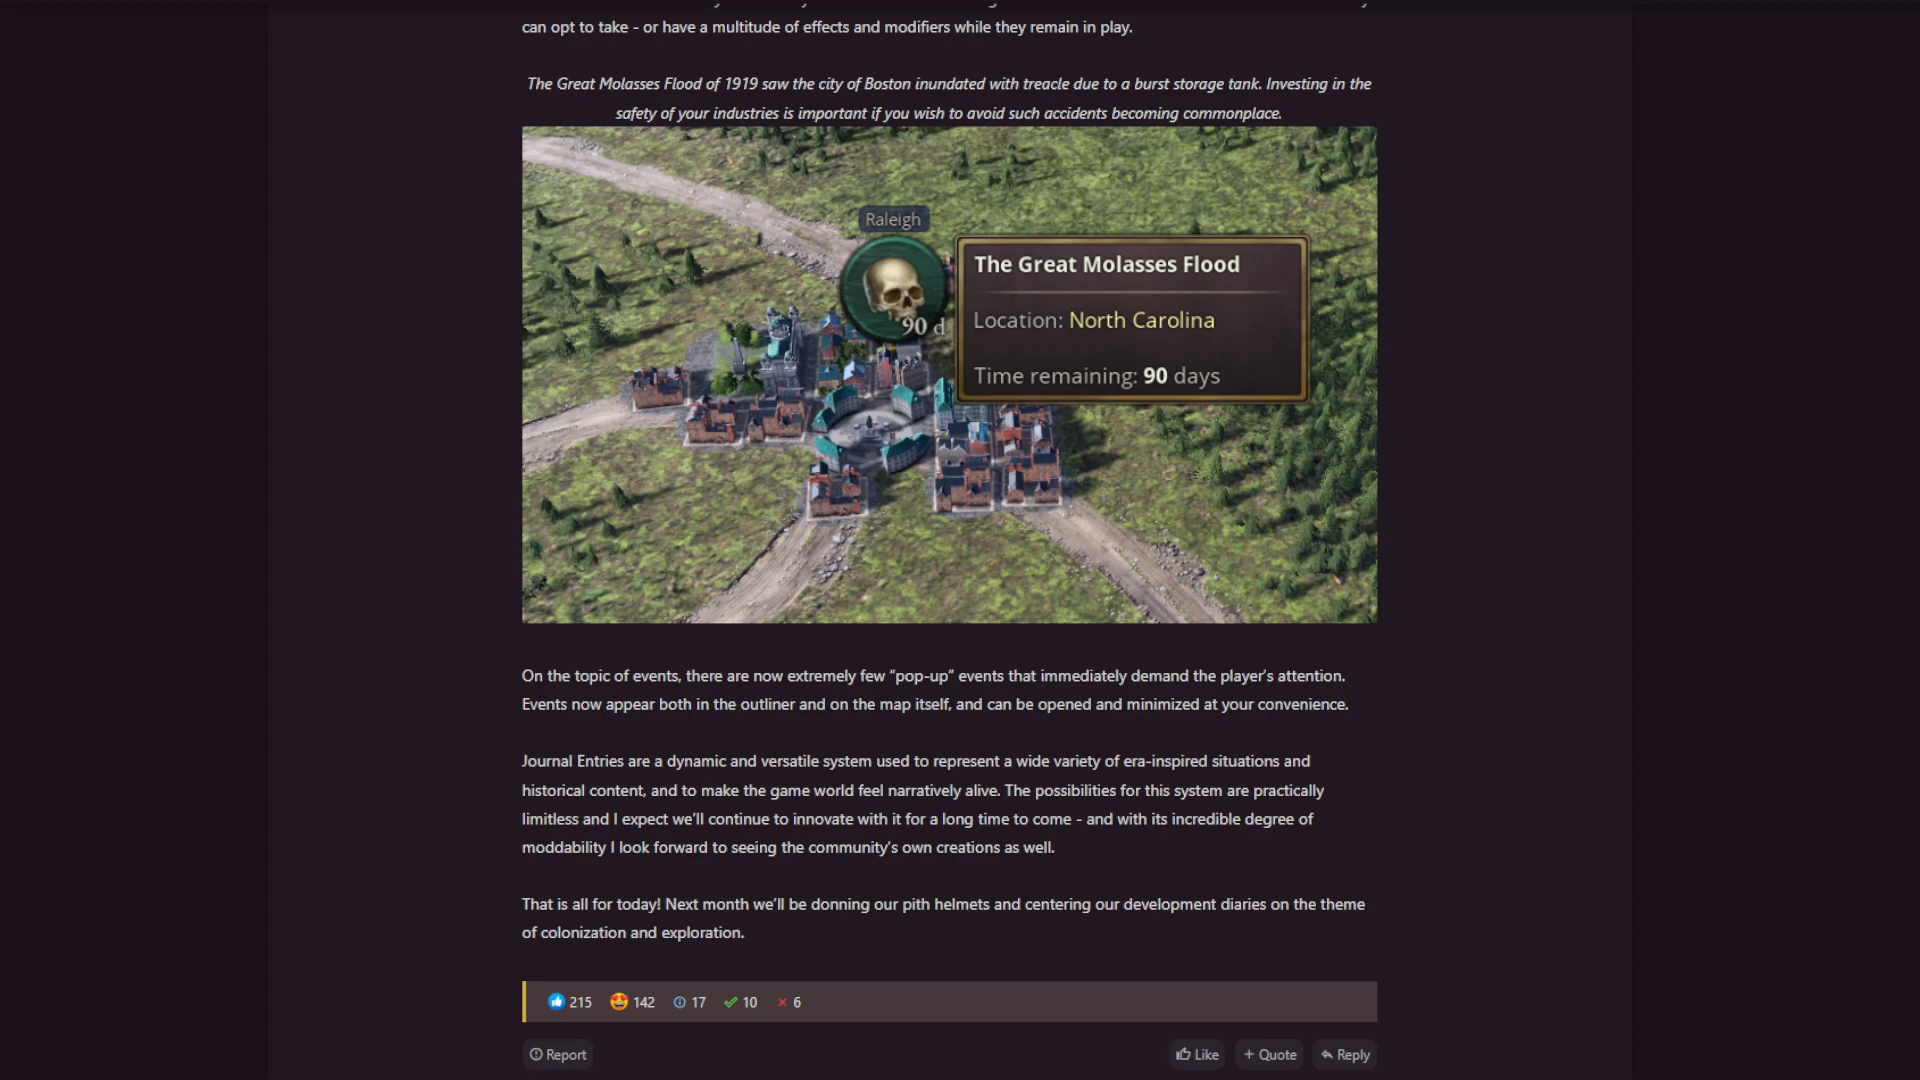 can opt to take - or have a multitude of effects and modifiers while they remain in play.
The Great Molasses Flood of 1919 saw the city of Boston inundated with treacle due to a burst storage tank. Investing in the
safety of your industries is important if you wish to avoid such accidents becoming commonplace.
Raleigh
90 d
The Great Molasses Flood
Location: North Carolina
Time remaining: 90 days
On the topic of events, there are now extremely few “pop-up” events that immediately demand the player’s attention.
Events now appear both in the outliner and on the map itself, and can be opened and minimized at your convenience.
Journal Entries are a dynamic and versatile system used to represent a wide variety of era-inspired situations and
historical content, and to make the game world feel narratively alive. The possibilities for this system are practically
limitless and I expect we’ll continue to innovate with it for a long time to come - and with its incredible degree of
moddability I look forward to seeing the community’s own creations as well.
That is all for today! Next month we’ll be donning our pith helmets and centering our development diaries on the theme
of colonization and exploration.
215 142 17 10 6
Report Like + Quote Reply